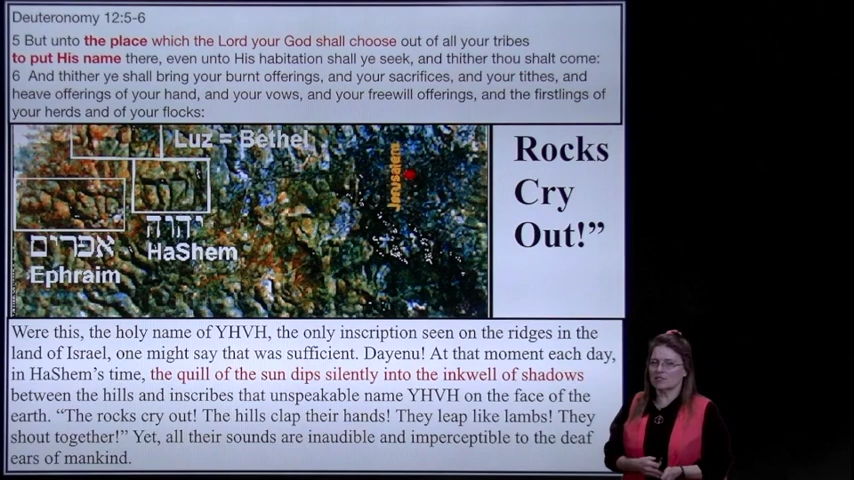 Deuteronomy 12:5-6
5 But unto the place which the Lord your God shall choose out of all your tribes
to put His name there, even unto His habitation shall ye seek, and thither thou shalt come:
6 And thither ye shall bring your burnt offerings, and your sacrifices, and your tithes, and
heave offerings of your hand, and your vows, and your freewill offerings, and the firstlings of
your herds and of your flocks:
Luz = Bethel
Jerusalem
יהוה
HaShem
אפרים
Ephraim
Rocks
Cry
Out!”
Were this, the holy name of YHVH, the only inscription seen on the ridges in the
land of Israel, one might say that was sufficient. Dayenu! At that moment each day,
in HaShem’s time, the quill of the sun dips silently into the inkwell of shadows
between the hills and inscribes that unspeakable name YHVH on the face of the
earth. “The rocks cry out! The hills clap their hands! They leap like lambs! They
shout together!” Yet, all their sounds are inaudible and imperceptible to the deaf
ears of mankind.